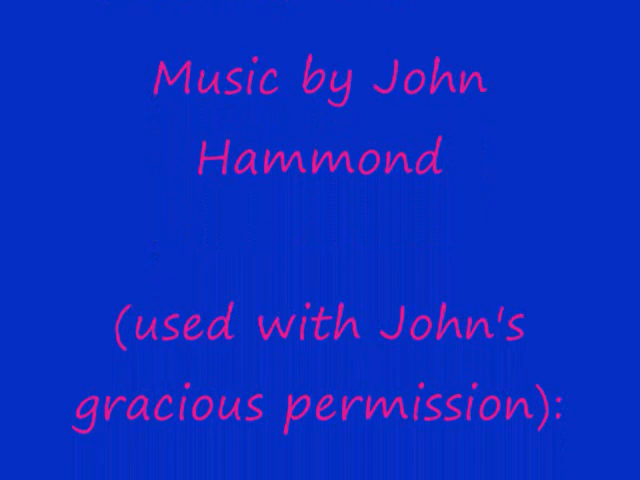 Music by John
Hammond
(used with John's
gracious permission):